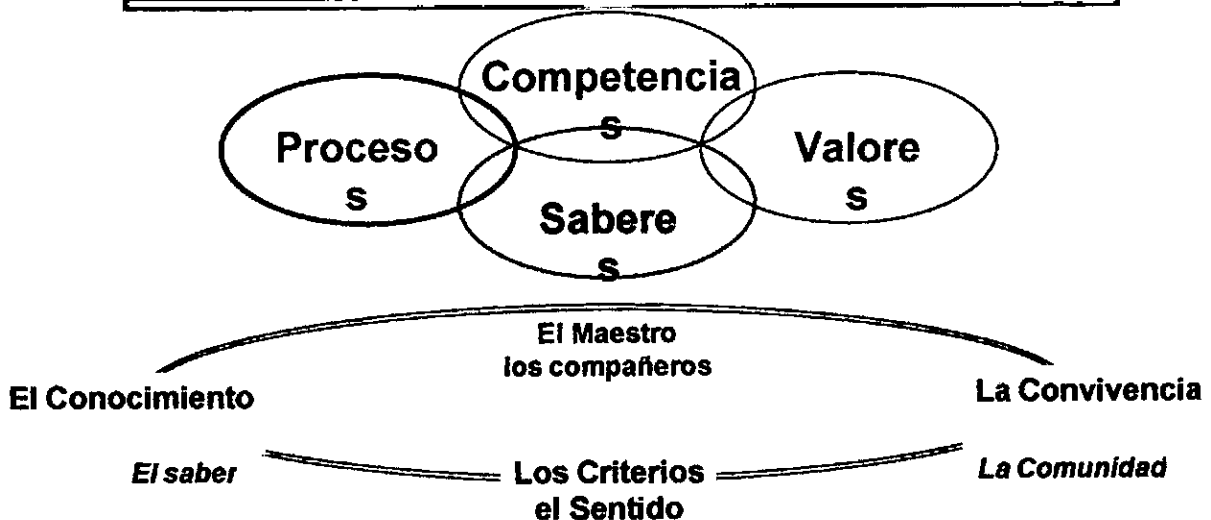 Competencia
s
Proceso
s
Valore
s
Sabere
s
El Maestro
los compañeros
El Conocimiento
La Convivencia
El saber
Los Criterios
el Sentido
La Comunidad